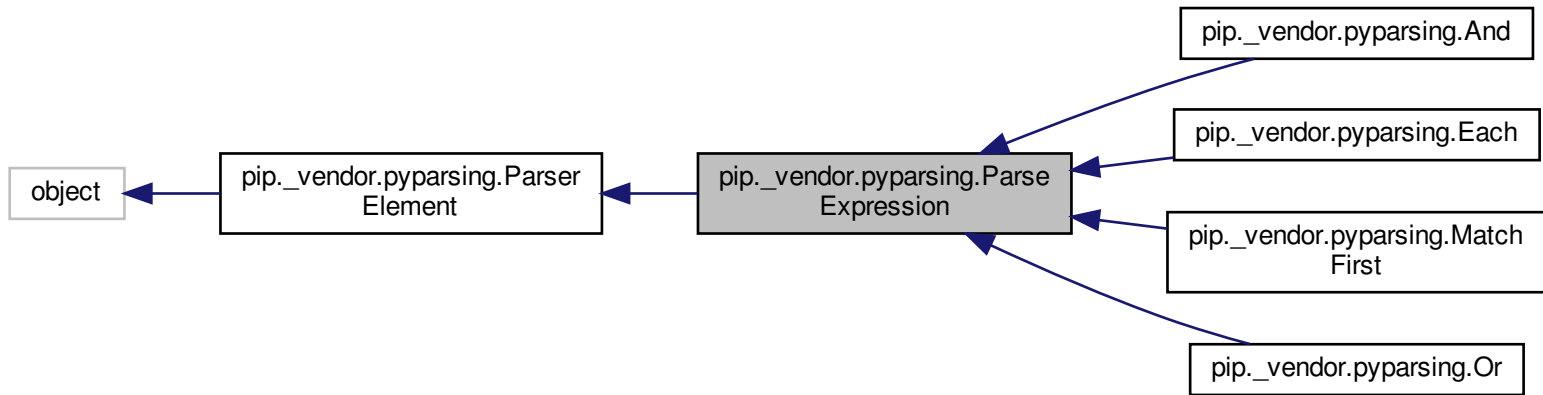 object
pip._vendor.pyparsing.Parser
Element
pip._vendor.pyparsing.Parse
Expression
pip._vendor.pyparsing.And
pip._vendor.pyparsing.Each
pip._vendor.pyparsing.Match
First
pip._vendor.pyparsing.Or